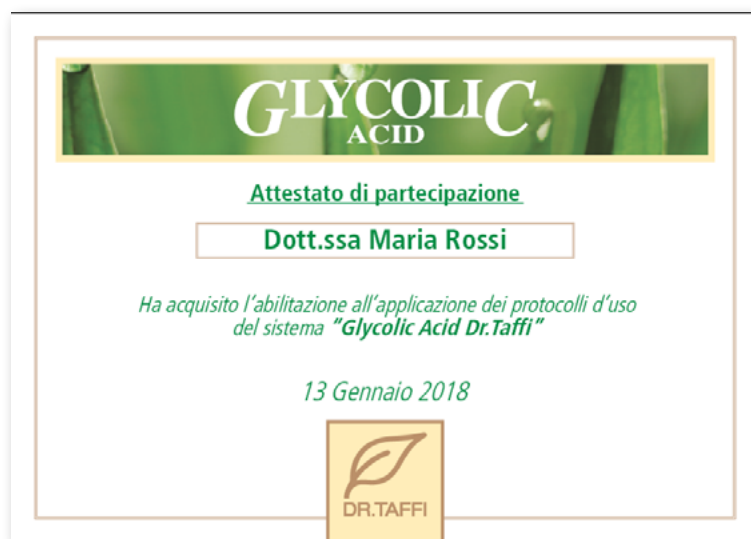 GLYCOLIC
ACID
Attestato di partecipazione
Dott.ssa Maria Rossi
Ha acquisito l'abilitazione all'applicazione dei protocolli d'uso
del sistema "Glycolic Acid Dr.Taffi"
13 Gennaio 2018
DR.TAFFI